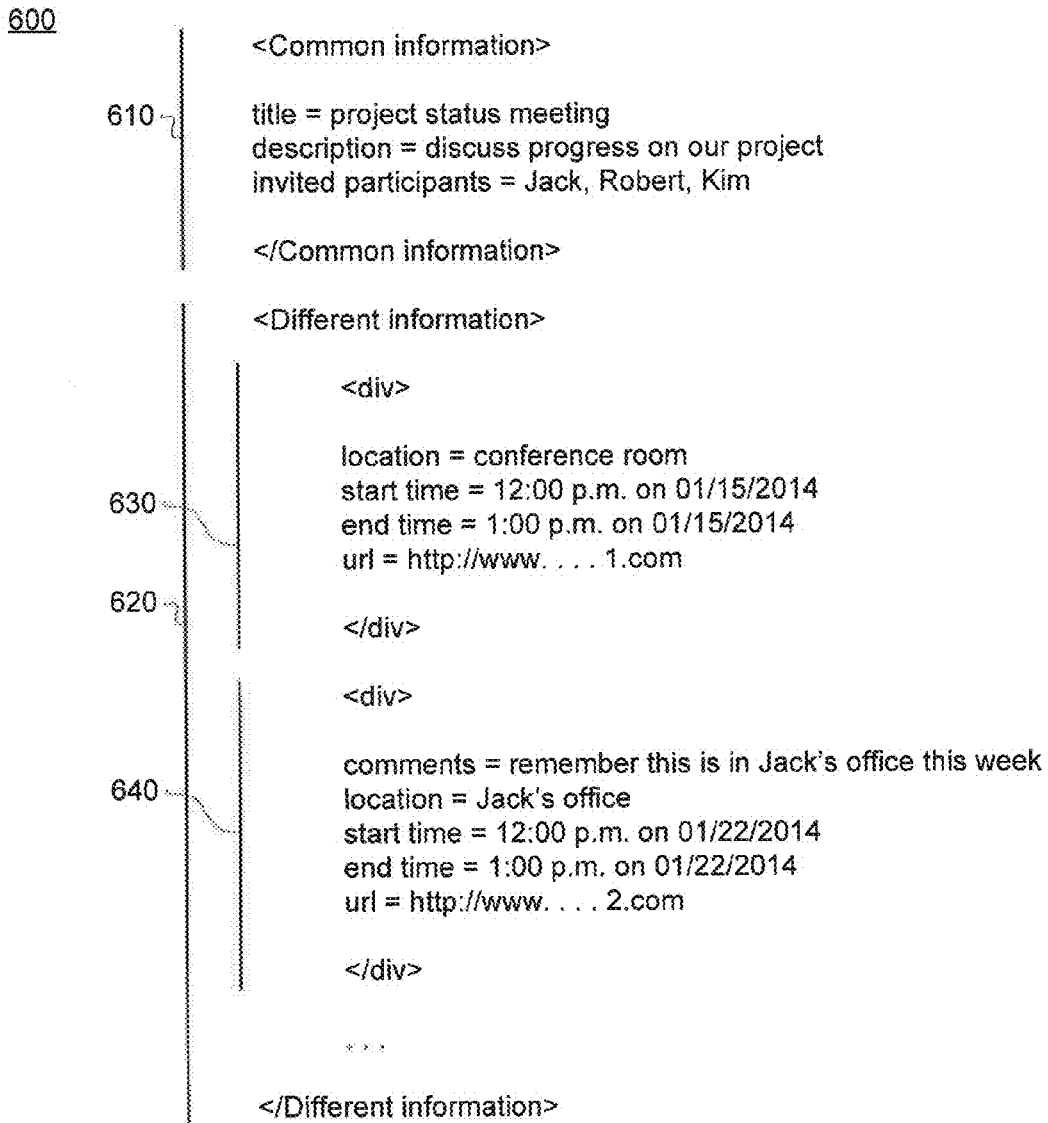 600
<Common information>
610
title = project status meeting
description = discuss progress on our project
invited participants = Jack, Robert, Kim
</Common information>
<Different information>
<div>
location = conference room
630
start time = 12:00 p.m. on 01/15/2014
end time = 1:00 p.m. on 01/15/2014
url = http://www. . . . 1.com
620
</div>
<div>
comments = remember this is in Jack's office this week
640
location = Jack's office
start time = 12:00 p.m. on 01/22/2014
end time = 1:00 p.m. on 01/22/2014
url = http://www. . . . 2.com
</div>
. . .
</Different information>